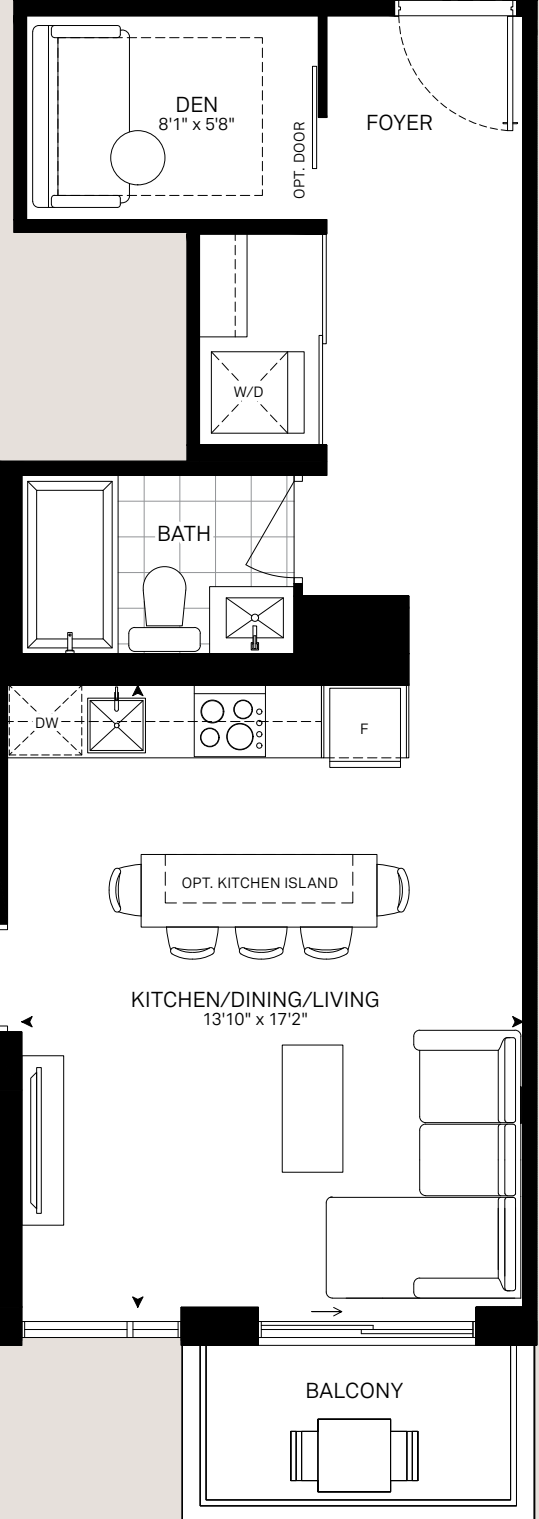 DEN
8'1" x 5'8"
OPT. DOOR
FOYER
W/D
BATH
DW
F
OPT. KITCHEN ISLAND
KITCHEN/DINING/LIVING
13'10" x 17'2"
BALCONY